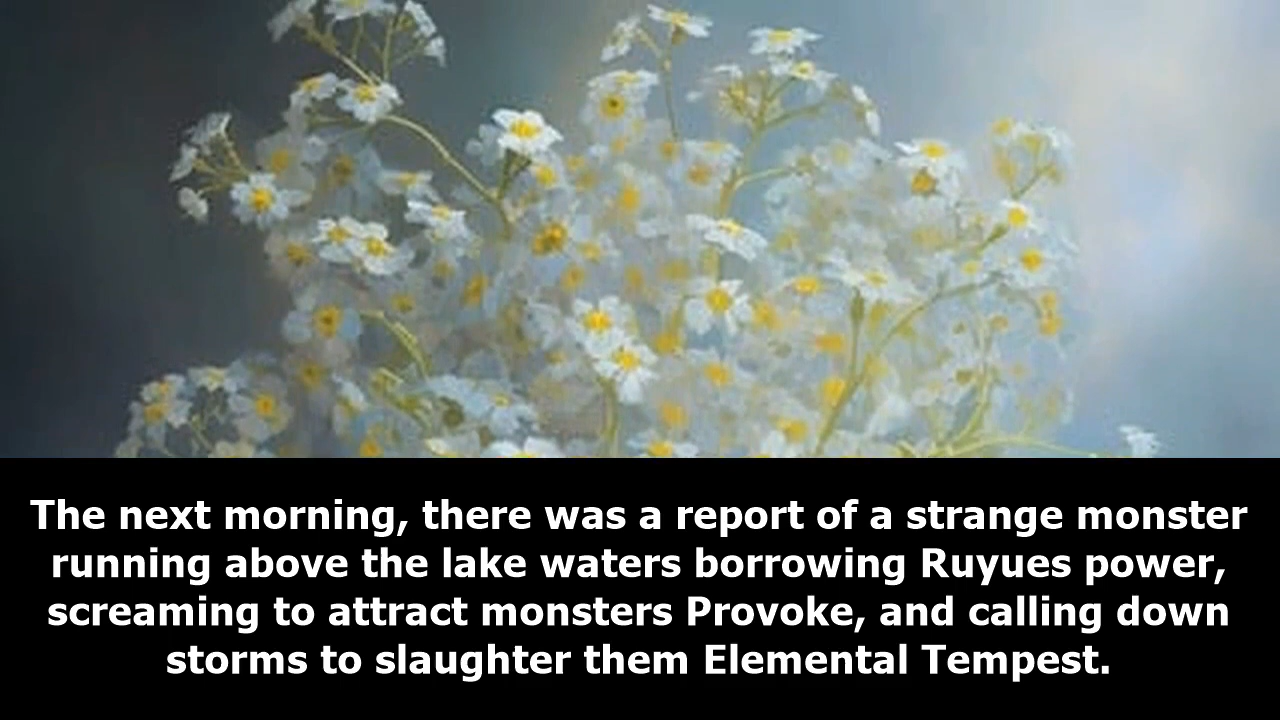 The next morning, there was a report of a strange monster
running above the lake waters borrowing Ruyues power,
screaming to attract monsters Provoke, and calling down
storms to slaughter them Elemental Tempest.